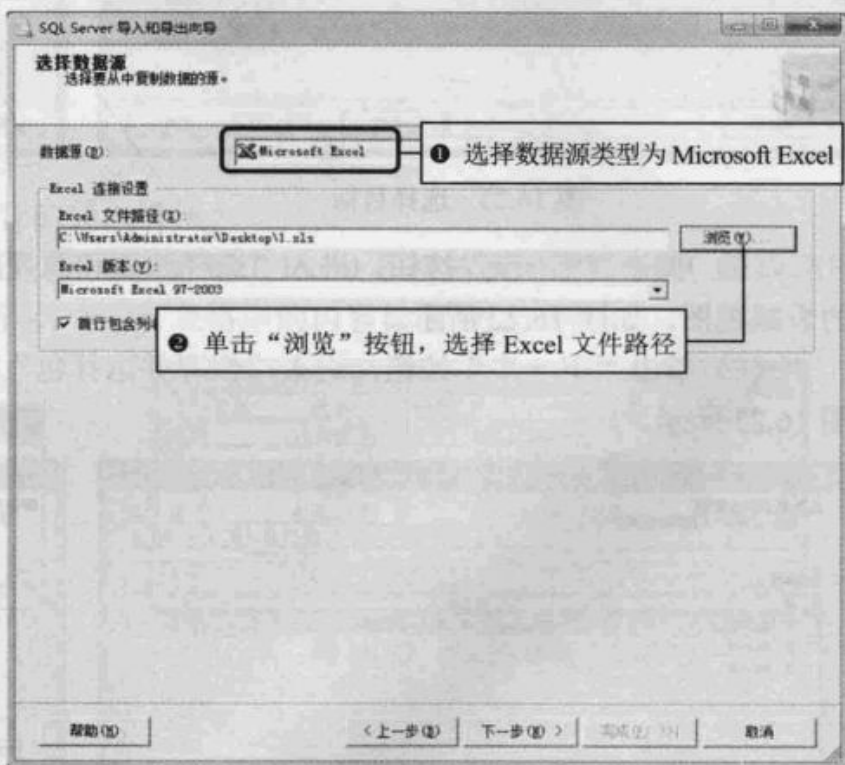 SQL Server 导入和导出向导
选择数据源
选择要从中复制数据的源。
数据源(D):
Microsoft Excel
❶ 选择数据源类型为 Microsoft Excel
Excel 连接设置
Excel 文件路径(X):
C:\Users\Administrator\Desktop\1.xls
浏览(W)...
Excel 版本(V):
Microsoft Excel 97-2003
首行包含列
❷ 单击“浏览”按钮，选择 Excel 文件路径
帮助(H)
<上一步(B)
下一步(N) >
取消